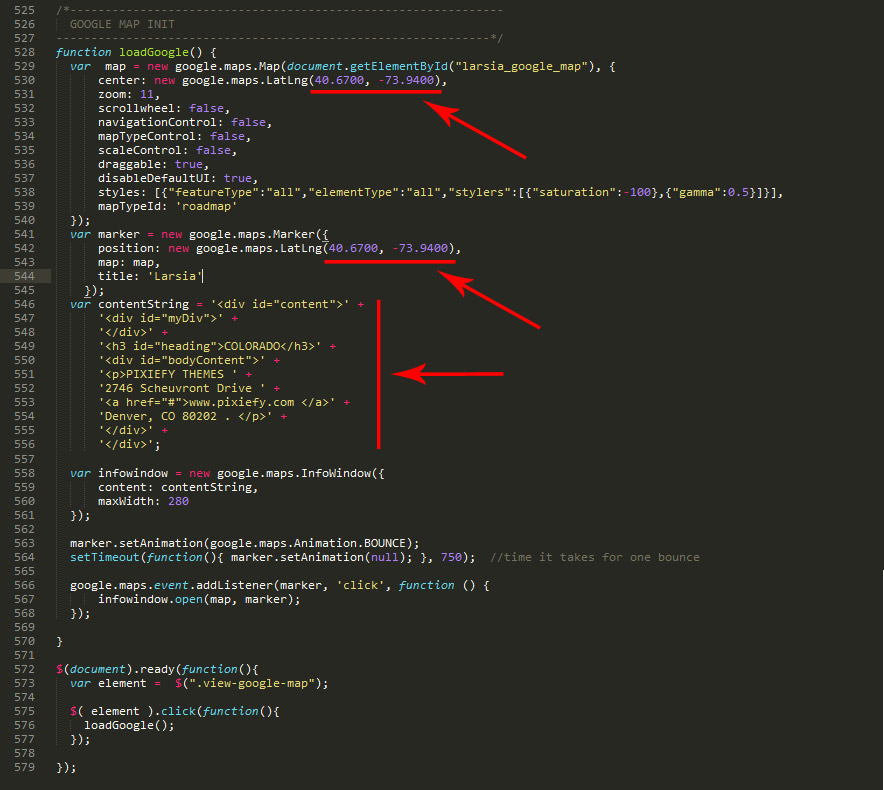 525 /*--------------------------------------------------------------
526 GOOGLE MAP INIT
527 --------------------------------------------------------------*/
528 function loadGoogle() {
529 var  map = new google.maps.Map(document.getElementById("larsia_google_map"), {
530 center: new google.maps.LatLng(40.6700, -73.9400),
531 zoom: 11,
532 scrollwheel: false,
533 navigationControl: false,
534 mapTypeControl: false,
535 scaleControl: false,
536 draggable: true,
537 disableDefaultUI: true,
538 styles: [{"featureType":"all","elementType":"all","stylers":[{"saturation":-100},{"gamma":0.5}]}],
539 mapTypeId: 'roadmap'
540 });
541 var marker = new google.maps.Marker({
542 position: new google.maps.LatLng(40.6700, -73.9400),
543 map: map,
544 title: 'Larsia'
545 });
546 var contentString = '<div id="content">' +
547 '<div id="myDiv">' +
548 '</div>' +
549 '<h3 id="heading">COLORADO</h3>' +
550 '<div id="bodyContent">' +
551 '<p>PIXIEFY THEMES ' +
552 '2746 Scheuvront Drive ' +
553 '<a href="#">www.pixiefy.com </a>' +
554 'Denver, CO 80202 . </p>' +
555 '</div>' +
556 '</div>';
557
558 var infowindow = new google.maps.InfoWindow({
559 content: contentString,
560 maxWidth: 280
561 });
562
563 marker.setAnimation(google.maps.Animation.BOUNCE);
564 setTimeout(function(){ marker.setAnimation(null); }, 750);  //time it takes for one bounce
565
566 google.maps.event.addListener(marker, 'click', function () {
567 infowindow.open(map, marker);
568 });
569
570 }
571
572 $(document).ready(function(){
573 var element =  $(".view-google-map");
574
575 $( element ).click(function(){
576 loadGoogle();
577 });
578
579 });